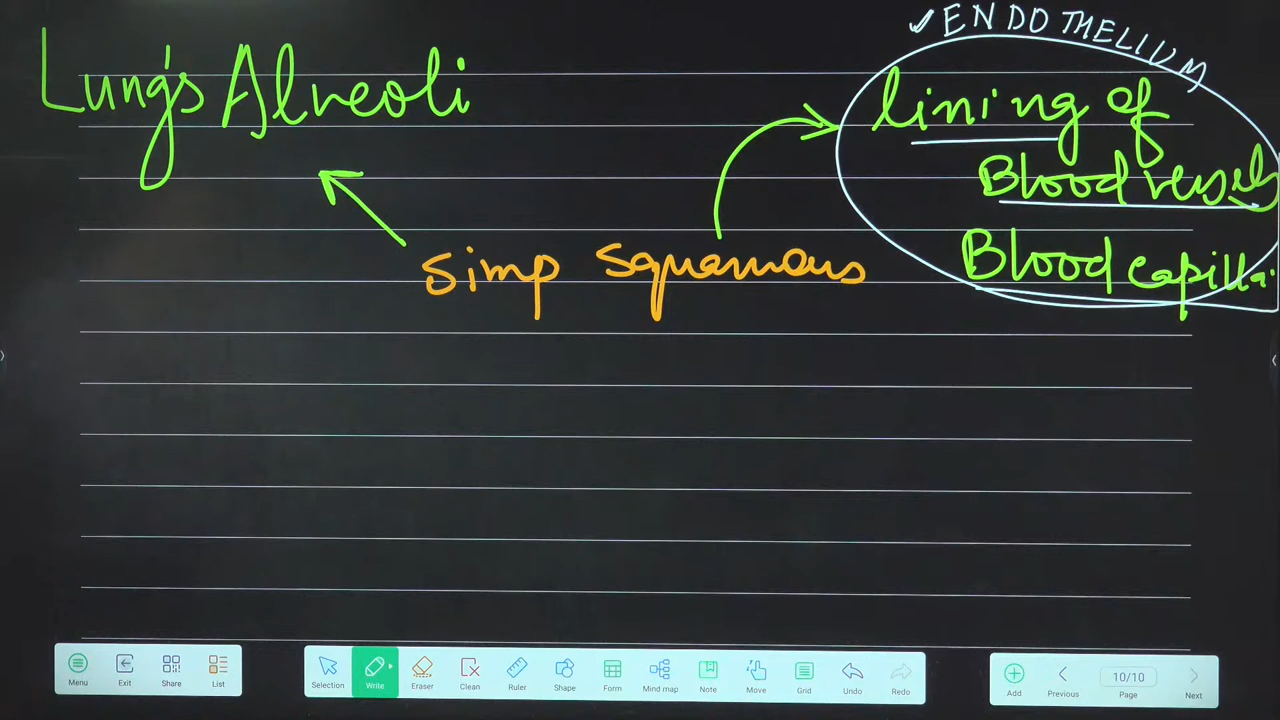 ✓ ENDOTHELIUM
Lung's Alveoli
lining of
Blood vessels
Blood capilla
simp squamous
Menu
Exit
Share
List
Selection
Write
Eraser
Clean
Ruler
Shape
Form
Mind map
Note
Move
Grid
Undo
Redo
Add
Previous
10/10
Page
Next